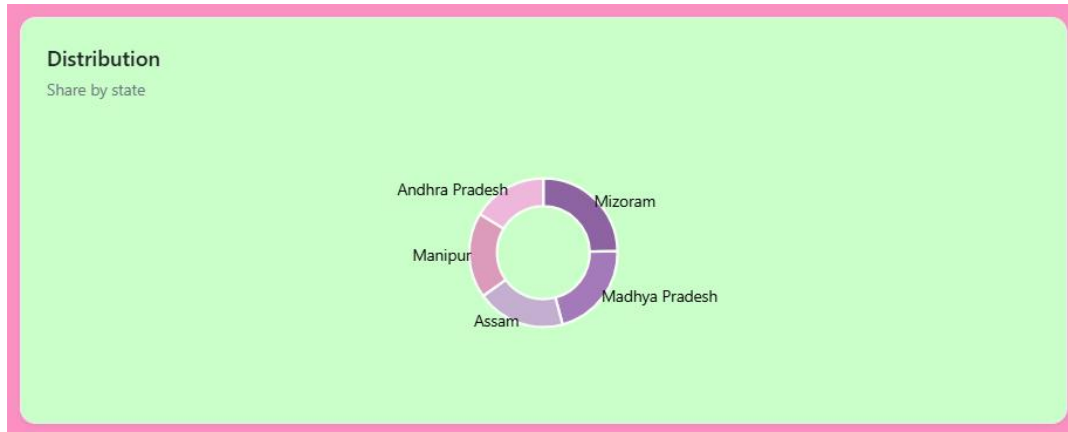 Distribution
Share by state
Andhra Pradesh
Mizoram
Manipur
Madhya Pradesh
Assam